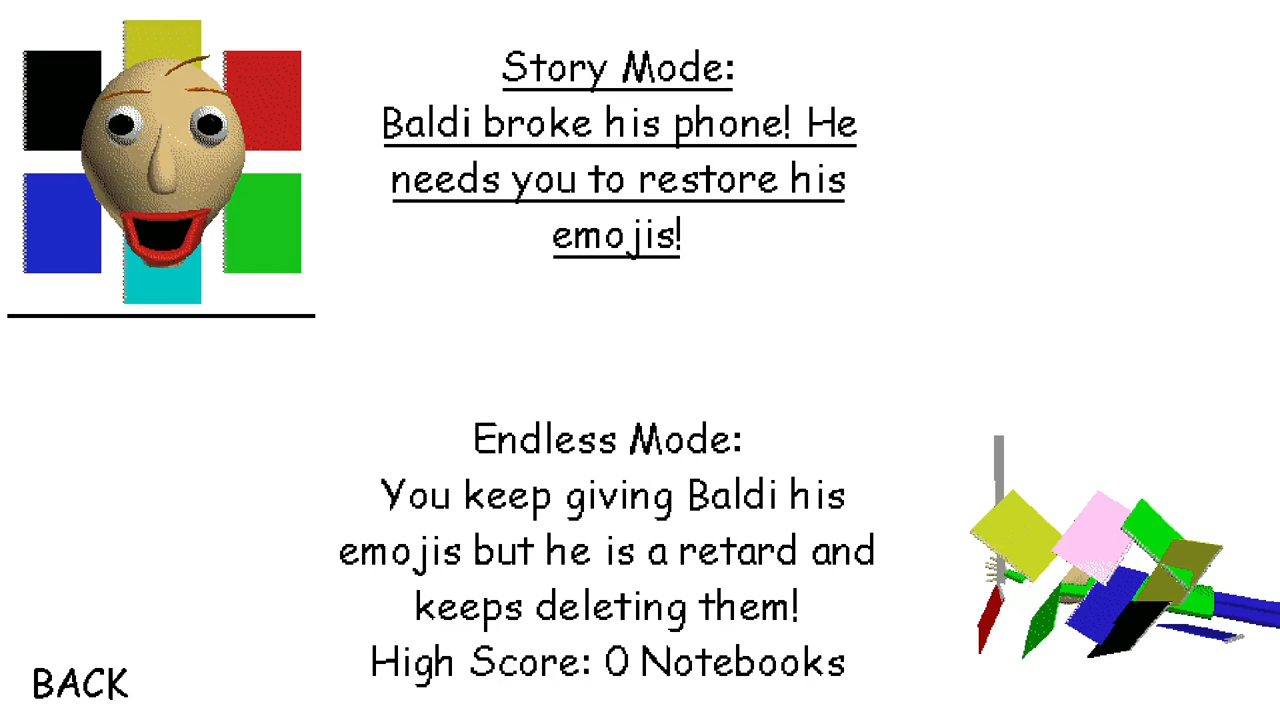 Story Mode:
Baldi broke his phone! He
needs you to restore his
emojis!
Endless Mode:
You keep giving Baldi his
emojis but he is a retard and
keeps deleting them!
High Score: 0 Notebooks
BACK